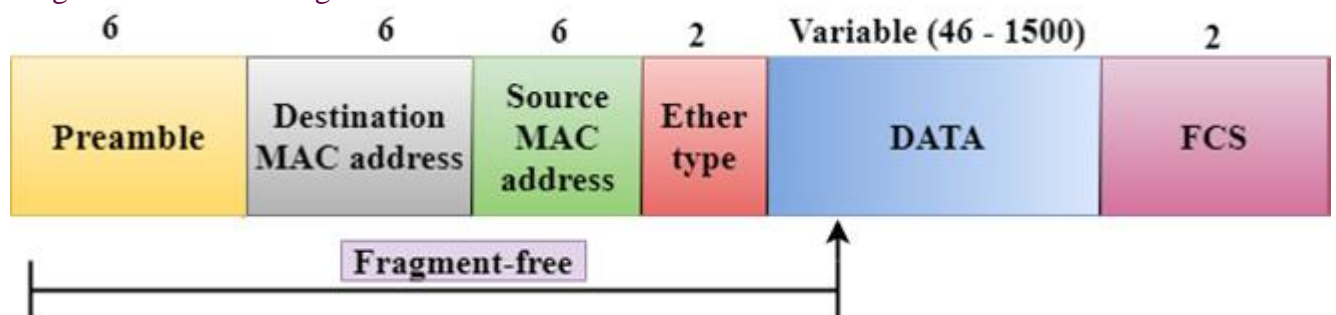 6 6 6 2 Variable (46 - 1500) 2
Preamble
Destination
MAC address
Source
MAC
address
Ether
type
DATA
FCS
Fragment-free